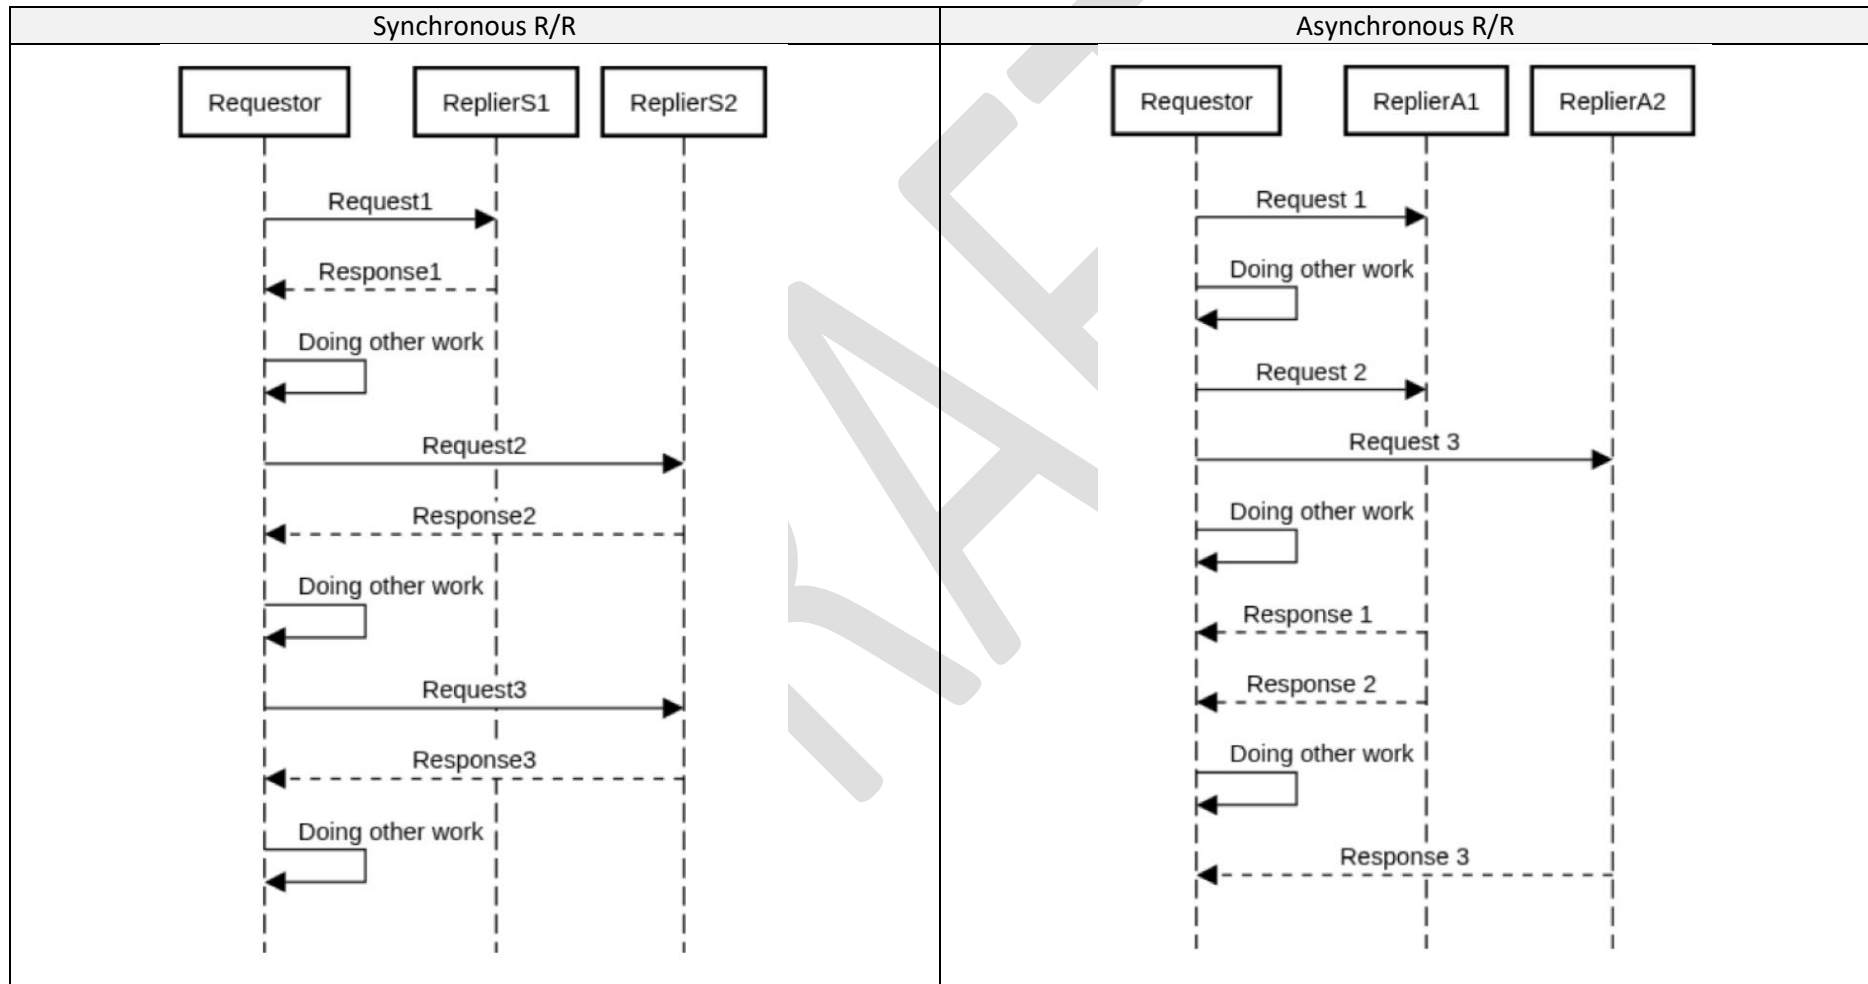 Synchronous R/R
Requestor
ReplierS1
ReplierS2
Request1
Response1
Doing other work
Request2
Response2
Doing other work
Request3
Response3
Doing other work
Asynchronous R/R
Requestor
ReplierA1
ReplierA2
Request 1
Doing other work
Request 2
Request 3
Doing other work
Response 1
Response 2
Doing other work
Response 3